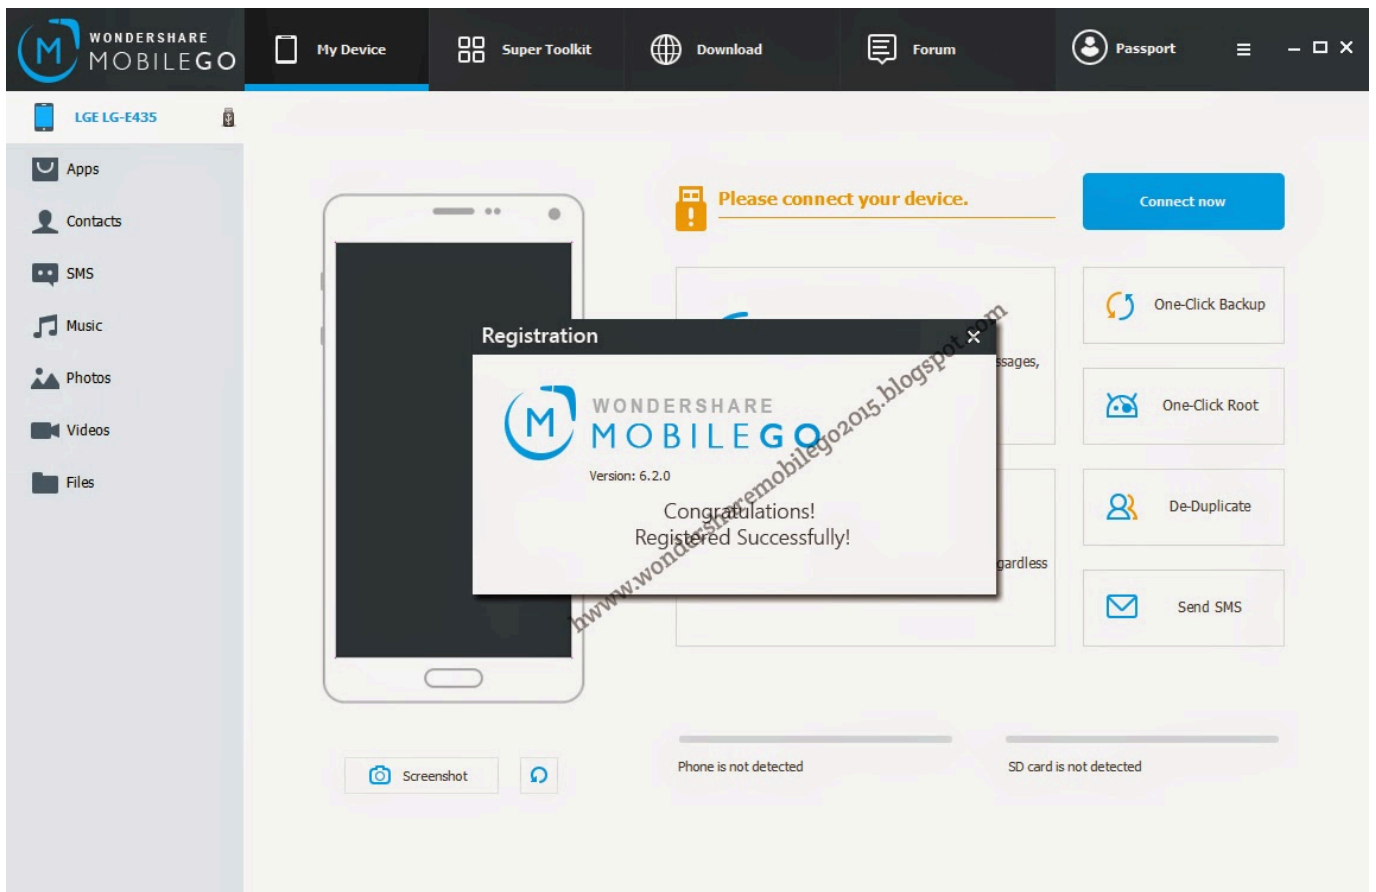 WONDERSHARE
MOBILEGO
My Device
Super Toolkit
Download
Forum
Passport
LGE LG-E435
Apps
Contacts
SMS
Music
Photos
Videos
Files
Please connect your device.
Connect now
One-Click Backup
One-Click Root
De-Duplicate
Send SMS
ssages,
gardless
Registration
WONDERSHARE
MOBILEGO
Version: 6.2.0
Congratulations!
Registered Successfully!
hwww.wondersharemobilego2015.blogspot.com
Screenshot
Phone is not detected
SD card is not detected